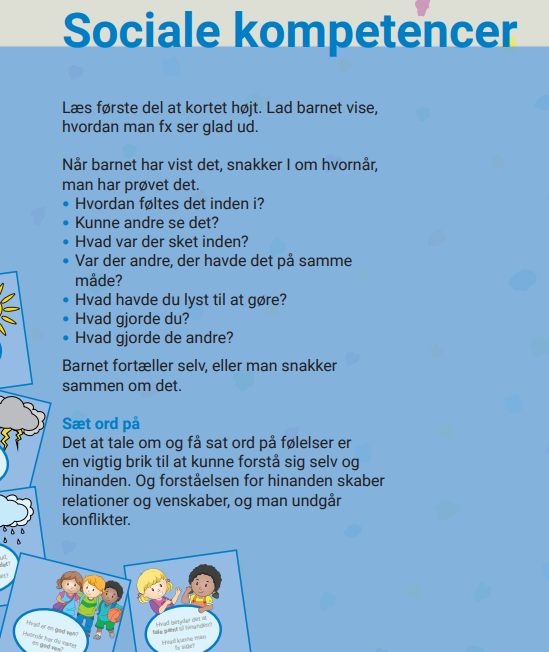 Sociale kompetencer
Læs første del at kortet højt. Lad barnet vise,
hvordan man fx ser glad ud.
Når barnet har vist det, snakker I om hvornår,
man har prøvet det.
• Hvordan føltes det inden i?
• Kunne andre se det?
• Hvad var der sket inden?
• Var der andre, der havde det på samme
måde?
• Hvad havde du lyst til at gøre?
• Hvad gjorde du?
• Hvad gjorde de andre?
Barnet fortæller selv, eller man snakker
sammen om det.
Sæt ord på
Det at tale om og få sat ord på følelser er
en vigtig brik til at kunne forstå sig selv og
hinanden. Og forståelsen for hinanden skaber
relationer og venskaber, og man undgår
konflikter.
Hvad er en god ven?
Hvornår har du været
en god ven?
Hvad betyder det at
tale pænt til hinanden?
Hvad kunne man
fx sige?